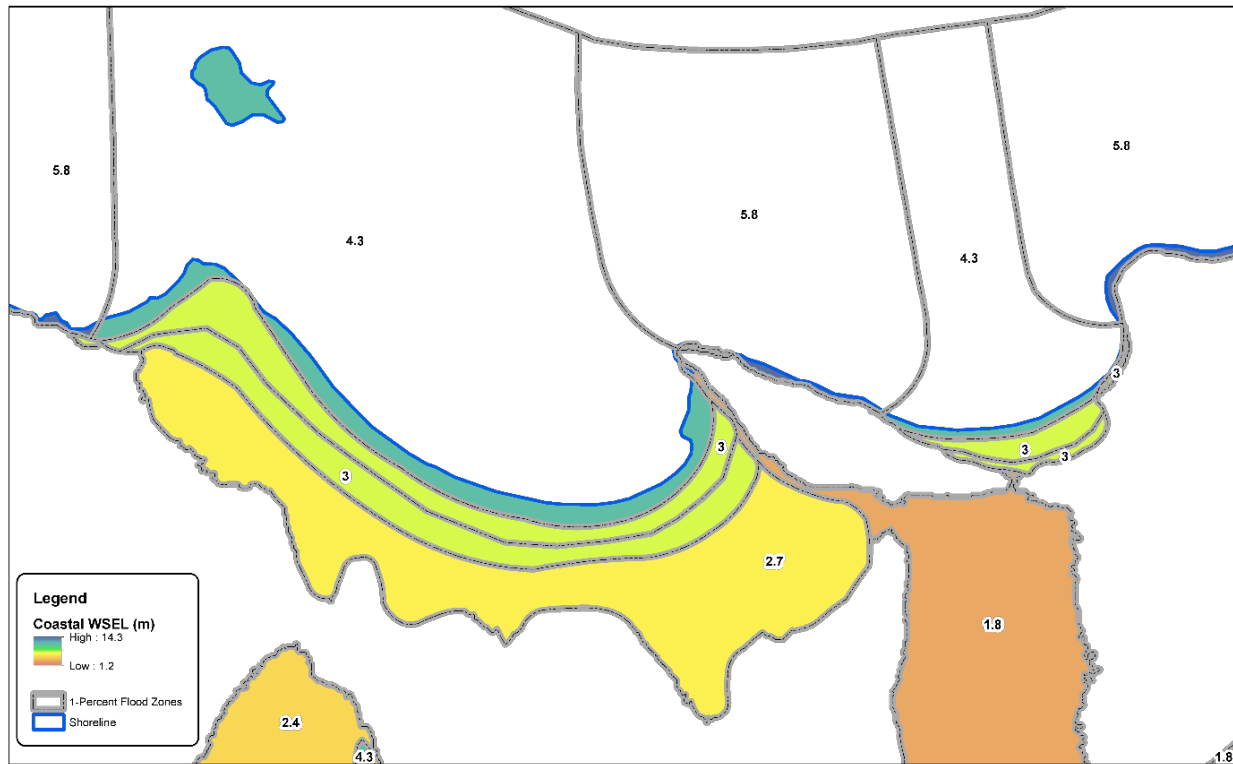 5.8
5.8
5.8
4.3
4.3
3
3
3
3
3
2.7
1.8
2.4
4.3
1.8
Legend
Coastal WSEL (m)
High : 14.3
Low : 1.2
1-Percent Flood Zones
Shoreline